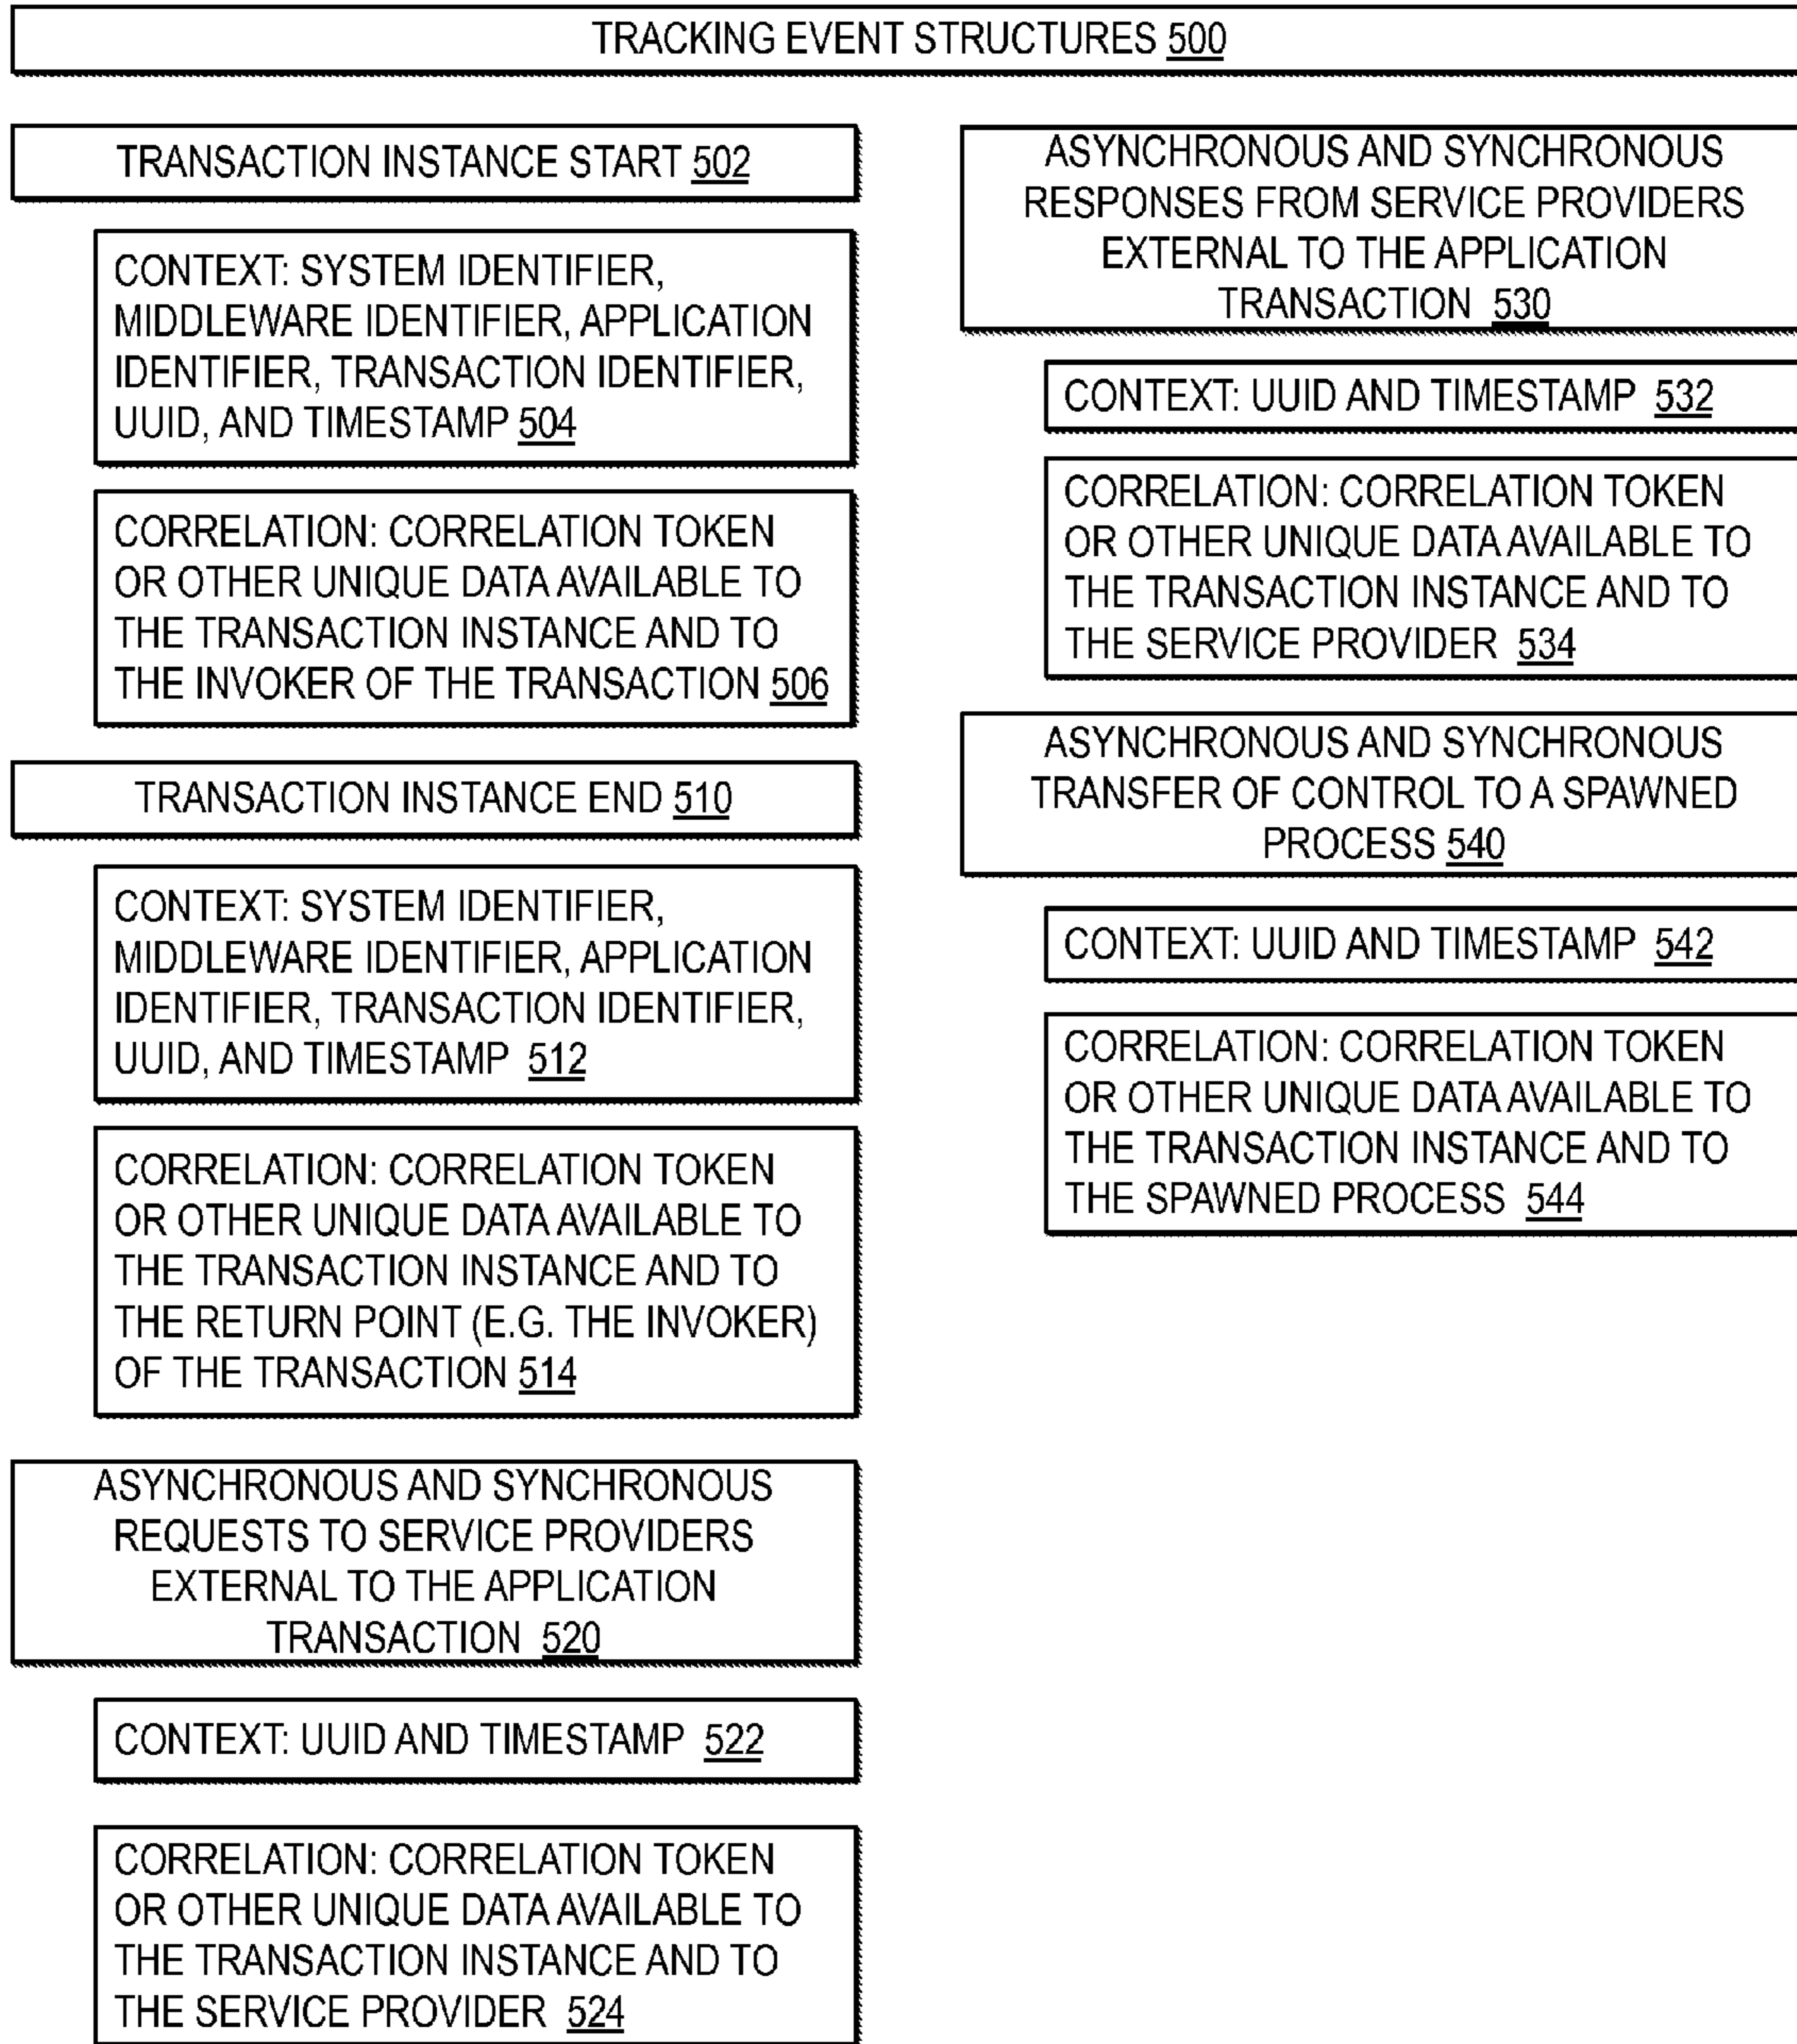 TRACKING EVENT STRUCTURES 500
TRANSACTION INSTANCE START 502
CONTEXT: SYSTEM IDENTIFIER,
MIDDLEWARE IDENTIFIER, APPLICATION
IDENTIFIER, TRANSACTION IDENTIFIER,
UUID, AND TIMESTAMP 504
CORRELATION: CORRELATION TOKEN
OR OTHER UNIQUE DATA AVAILABLE TO
THE TRANSACTION INSTANCE AND TO
THE INVOKER OF THE TRANSACTION 506
TRANSACTION INSTANCE END 510
CONTEXT: SYSTEM IDENTIFIER,
MIDDLEWARE IDENTIFIER, APPLICATION
IDENTIFIER, TRANSACTION IDENTIFIER,
UUID, AND TIMESTAMP 512
CORRELATION: CORRELATION TOKEN
OR OTHER UNIQUE DATA AVAILABLE TO
THE TRANSACTION INSTANCE AND TO
THE RETURN POINT (E.G. THE INVOKER)
OF THE TRANSACTION 514
ASYNCHRONOUS AND SYNCHRONOUS
REQUESTS TO SERVICE PROVIDERS
EXTERNAL TO THE APPLICATION
TRANSACTION 520
CONTEXT: UUID AND TIMESTAMP 522
CORRELATION: CORRELATION TOKEN
OR OTHER UNIQUE DATA AVAILABLE TO
THE TRANSACTION INSTANCE AND TO
THE SERVICE PROVIDER 524
ASYNCHRONOUS AND SYNCHRONOUS
RESPONSES FROM SERVICE PROVIDERS
EXTERNAL TO THE APPLICATION
TRANSACTION 530
CONTEXT: UUID AND TIMESTAMP 532
CORRELATION: CORRELATION TOKEN
OR OTHER UNIQUE DATA AVAILABLE TO
THE TRANSACTION INSTANCE AND TO
THE SERVICE PROVIDER 534
ASYNCHRONOUS AND SYNCHRONOUS
TRANSFER OF CONTROL TO A SPAWNED
PROCESS 540
CONTEXT: UUID AND TIMESTAMP 542
CORRELATION: CORRELATION TOKEN
OR OTHER UNIQUE DATA AVAILABLE TO
THE TRANSACTION INSTANCE AND TO
THE SPAWNED PROCESS 544